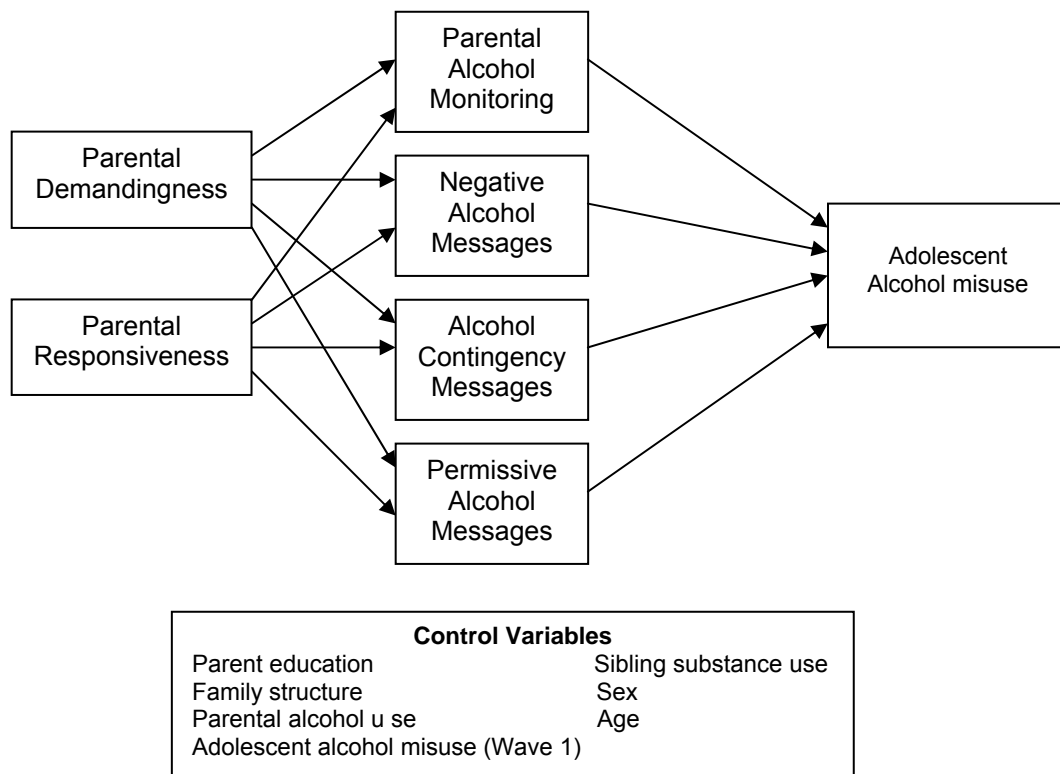 Parental
Alcohol
Monitoring
Parental
Demandingness
Negative
Alcohol
Messages
Adolescent
Alcohol misuse
Parental
Responsiveness
Alcohol
Contingency
Messages
Permissive
Alcohol
Messages
Control Variables
Parent education Sibling substance use
Family structure Sex
Parental alcohol u se Age
Adolescent alcohol misuse (Wave 1)